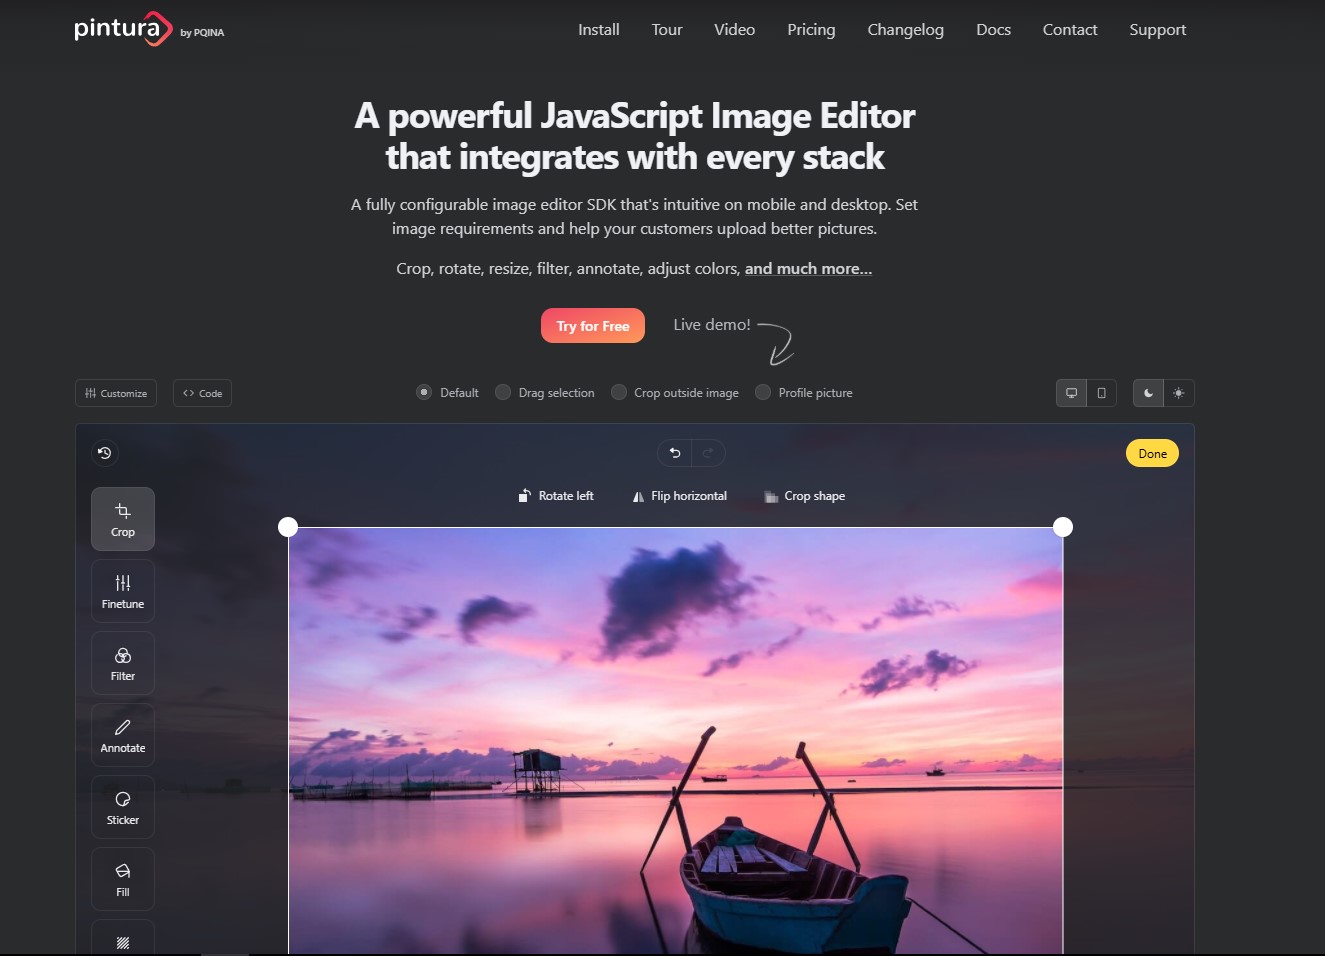 pintura by PQINA
Install
Tour
Video
Pricing
Changelog
Docs
Contact
Support
A powerful JavaScript Image Editor
that integrates with every stack
A fully configurable image editor SDK that's intuitive on mobile and desktop. Set
image requirements and help your customers upload better pictures.
Crop, rotate, resize, filter, annotate, adjust colors, and much more...
Try for Free
Live demo!
Customize
Code
Default
Drag selection
Crop outside image
Profile picture
Done
Rotate left
Flip horizontal
Crop shape
Crop
Finetune
Filter
Annotate
Sticker
Fill